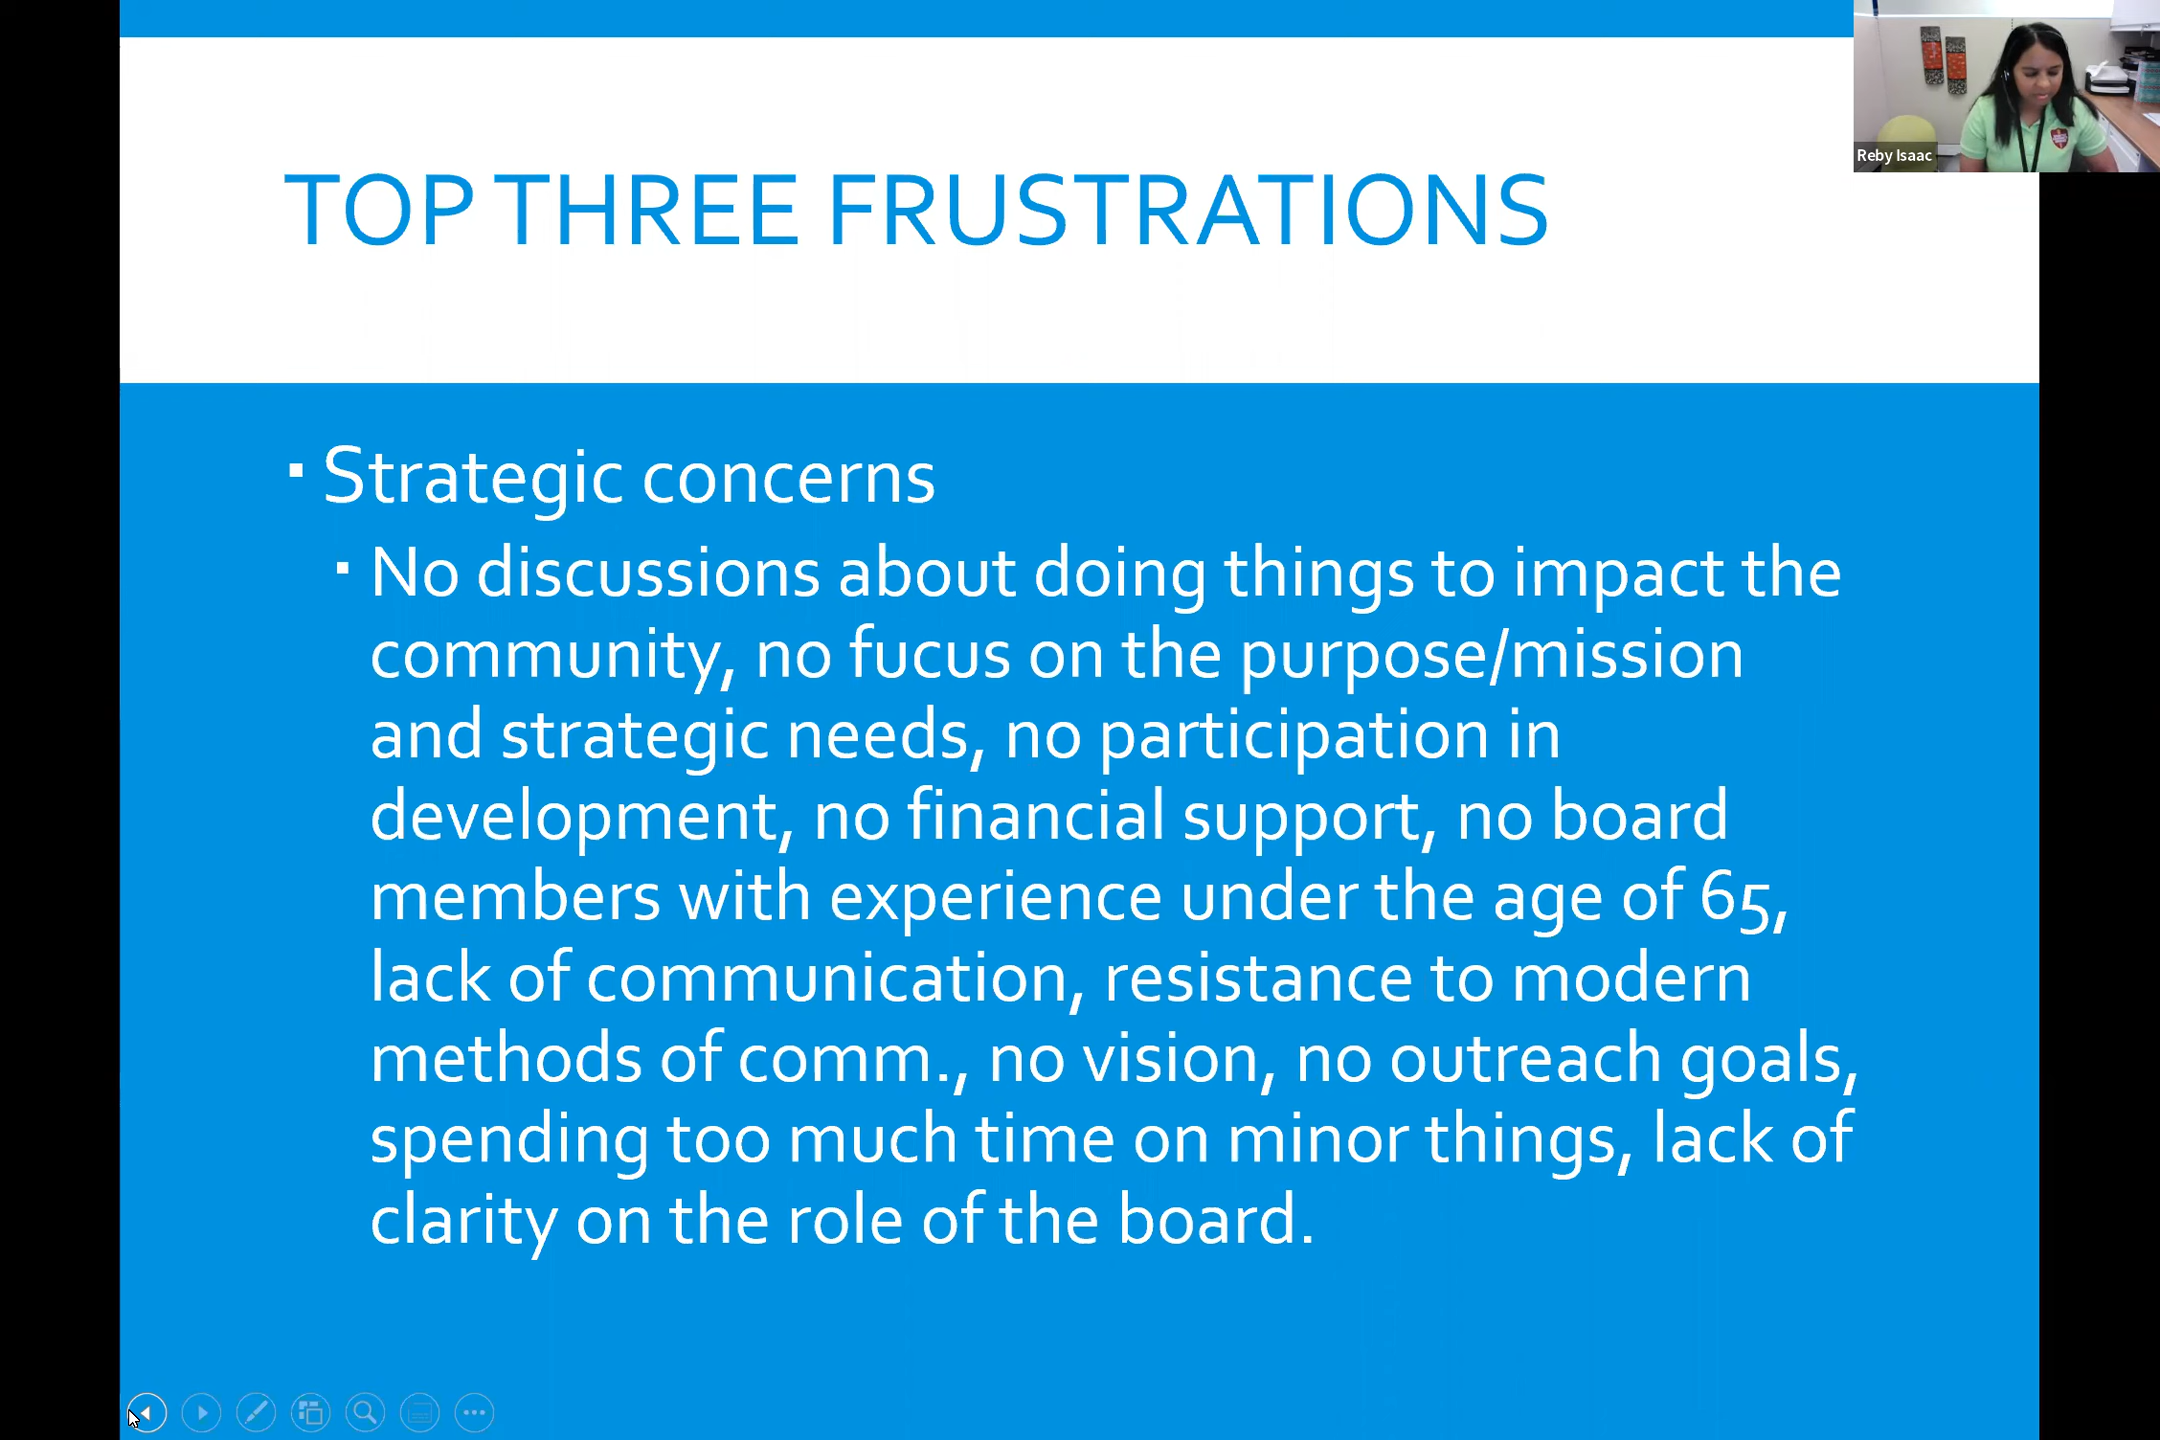 Reby Isaac
TOP THREE FRUSTRATIONS
▪ Strategic concerns
▪ No discussions about doing things to impact the
community, no fucus on the purpose/mission
and strategic needs, no participation in
development, no financial support, no board
members with experience under the age of 65,
lack of communication, resistance to modern
methods of comm., no vision, no outreach goals,
spending too much time on minor things, lack of
clarity on the role of the board.